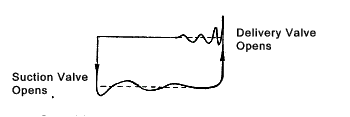 Delivery Valve
Opens
Suction Valve
Opens .